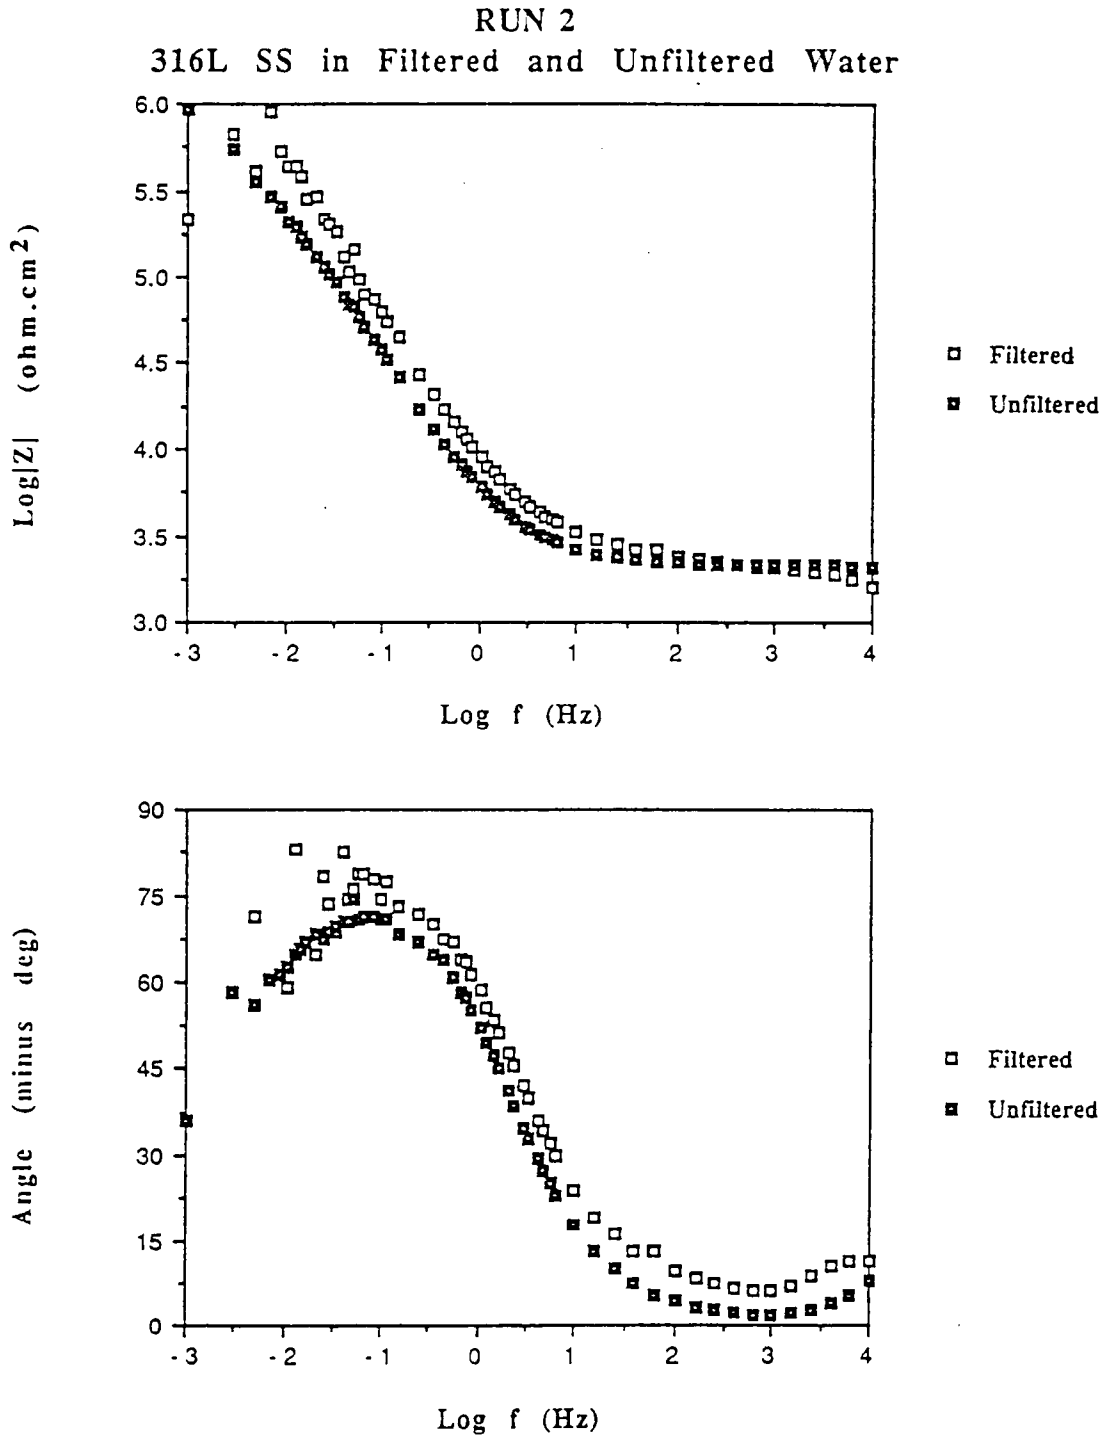 RUN 2
316L SS in Filtered and Unfiltered Water
6.0
5.5
5.0
4.5
4.0
3.5
3.0
-3 -2 -1 0 1 2 3 4
Log|Z| (ohm.cm2)
Log f (Hz)
Filtered
Unfiltered
90
75
60
45
30
15
0
-3 -2 -1 0 1 2 3 4
Angle (minus deg)
Log f (Hz)
Filtered
Unfiltered